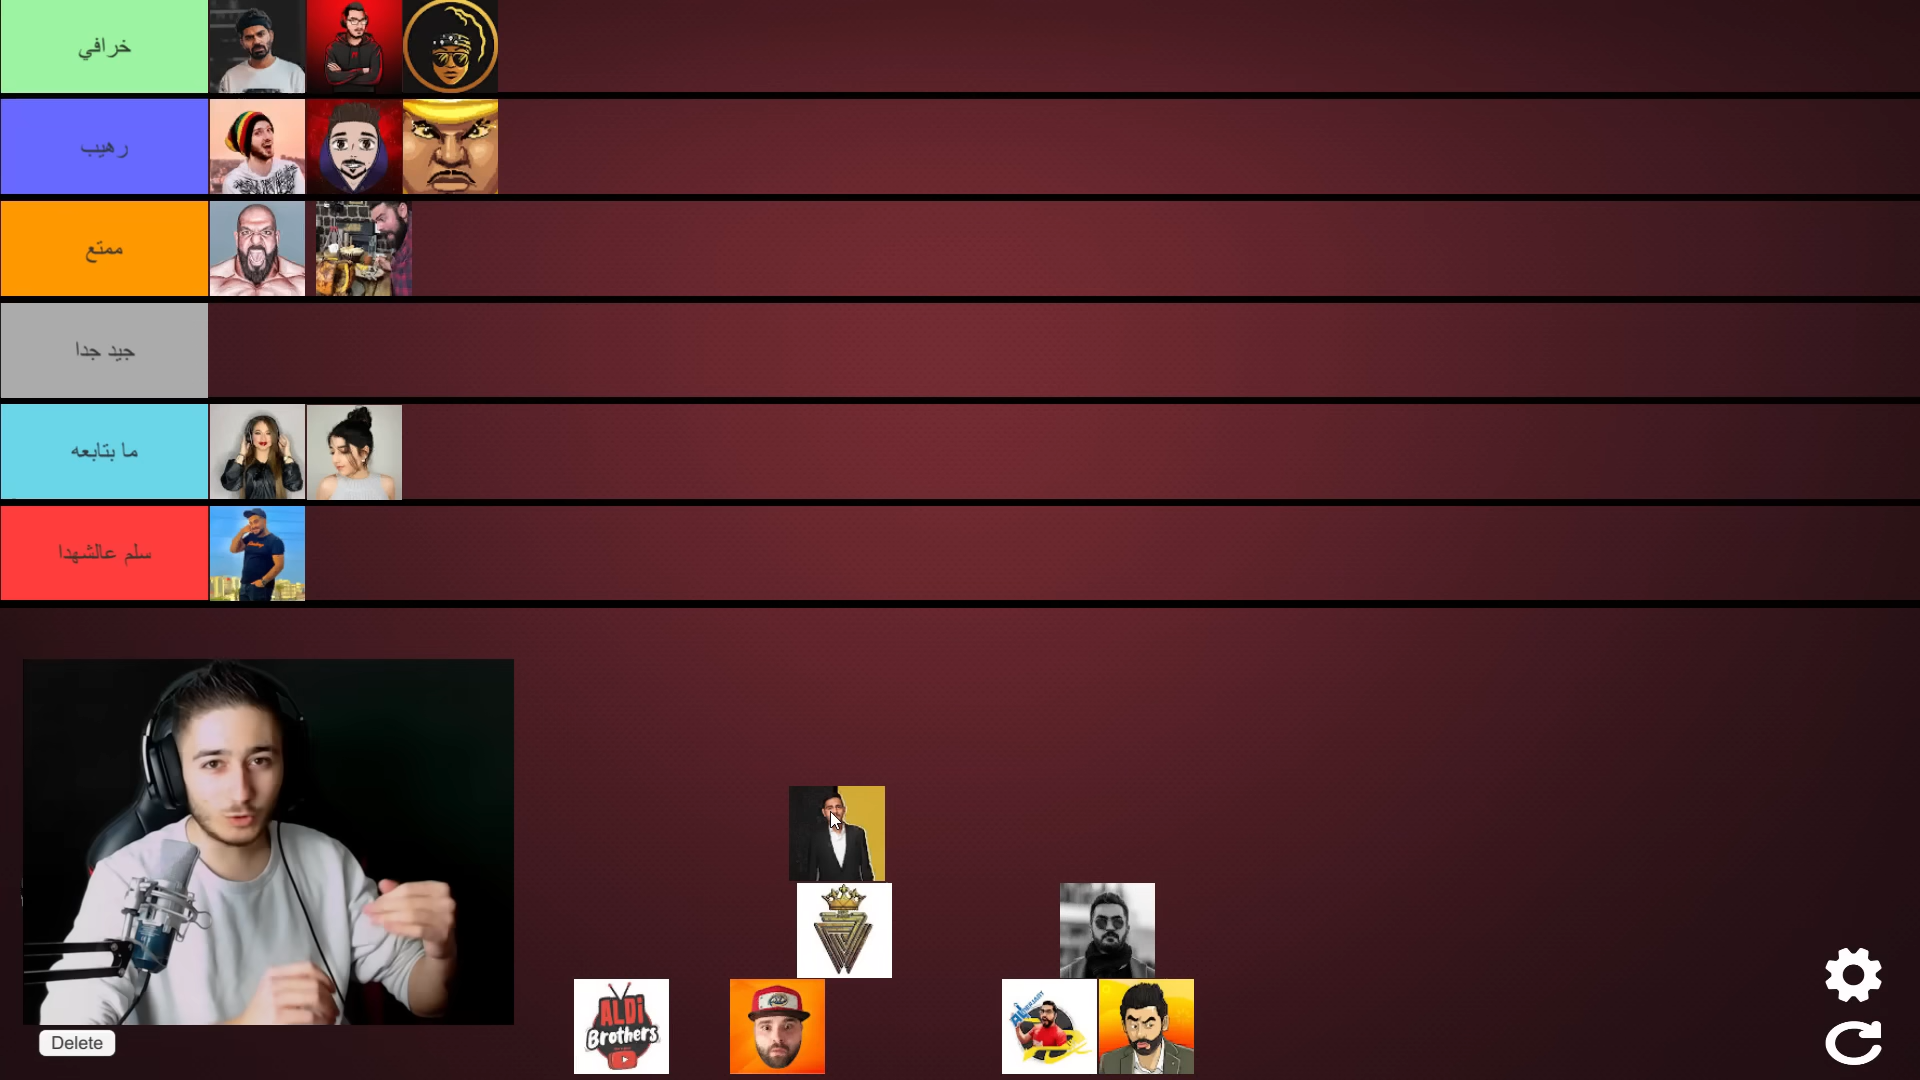 خرافي
رهيب
ممتع
جيد جدا
ما بتابعه
سلم عالشهدا
Delete
ALDi
Brothers